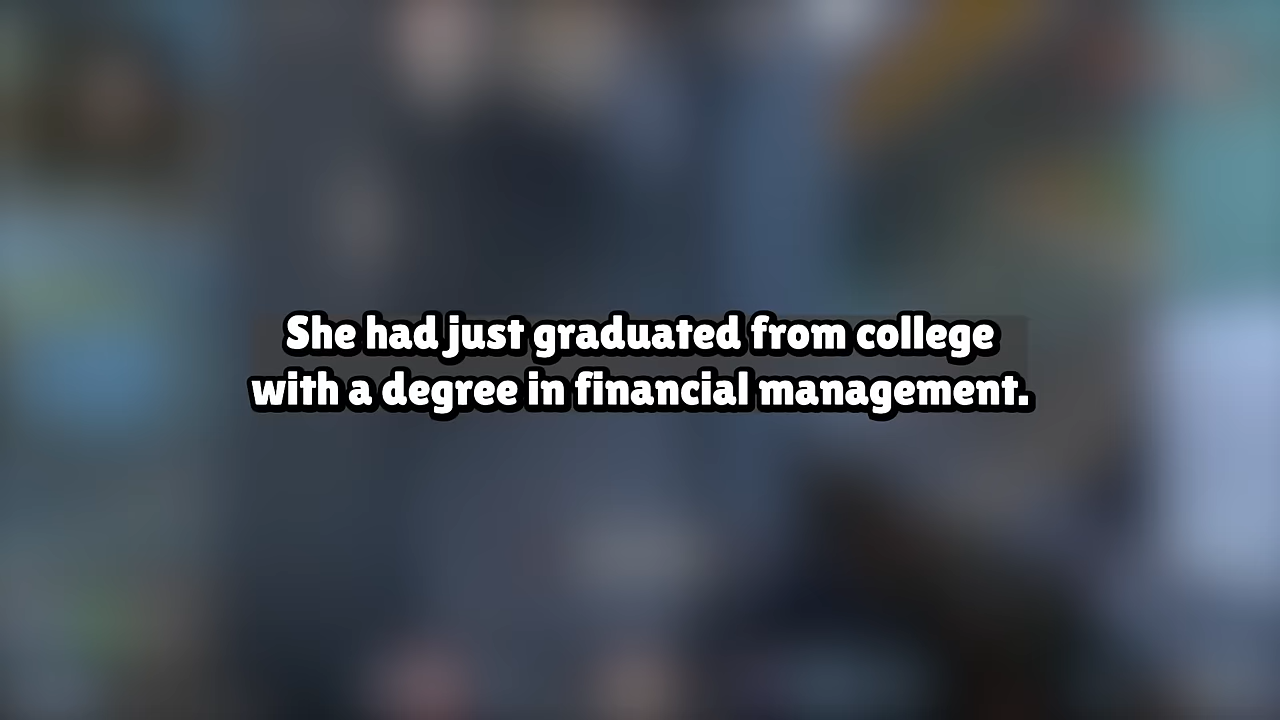 She had just graduated from college
with a degree in financial management.